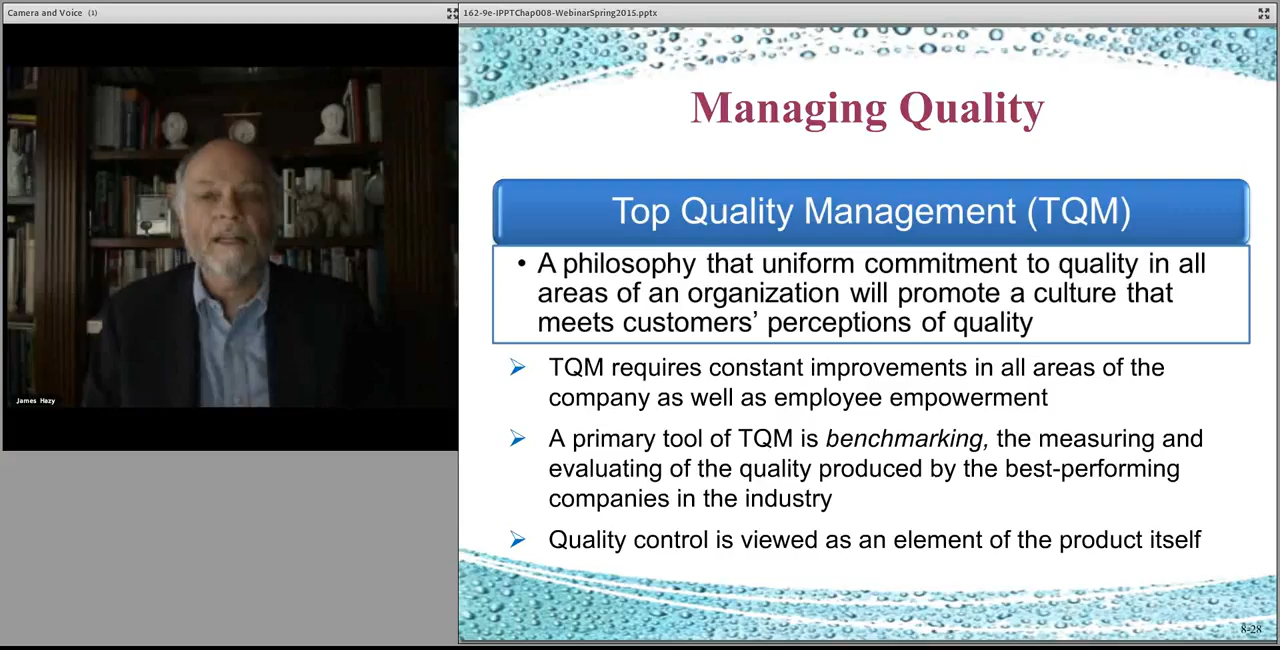 Camera and Voice (1)
162-9e-IPPTChap008-WebinarSpring2015.pptx
James Hazy
Managing Quality
Top Quality Management (TQM)
• A philosophy that uniform commitment to quality in all
areas of an organization will promote a culture that
meets customers’ perceptions of quality
➢ TQM requires constant improvements in all areas of the
company as well as employee empowerment
➢ A primary tool of TQM is benchmarking, the measuring and
evaluating of the quality produced by the best-performing
companies in the industry
➢ Quality control is viewed as an element of the product itself
8-28